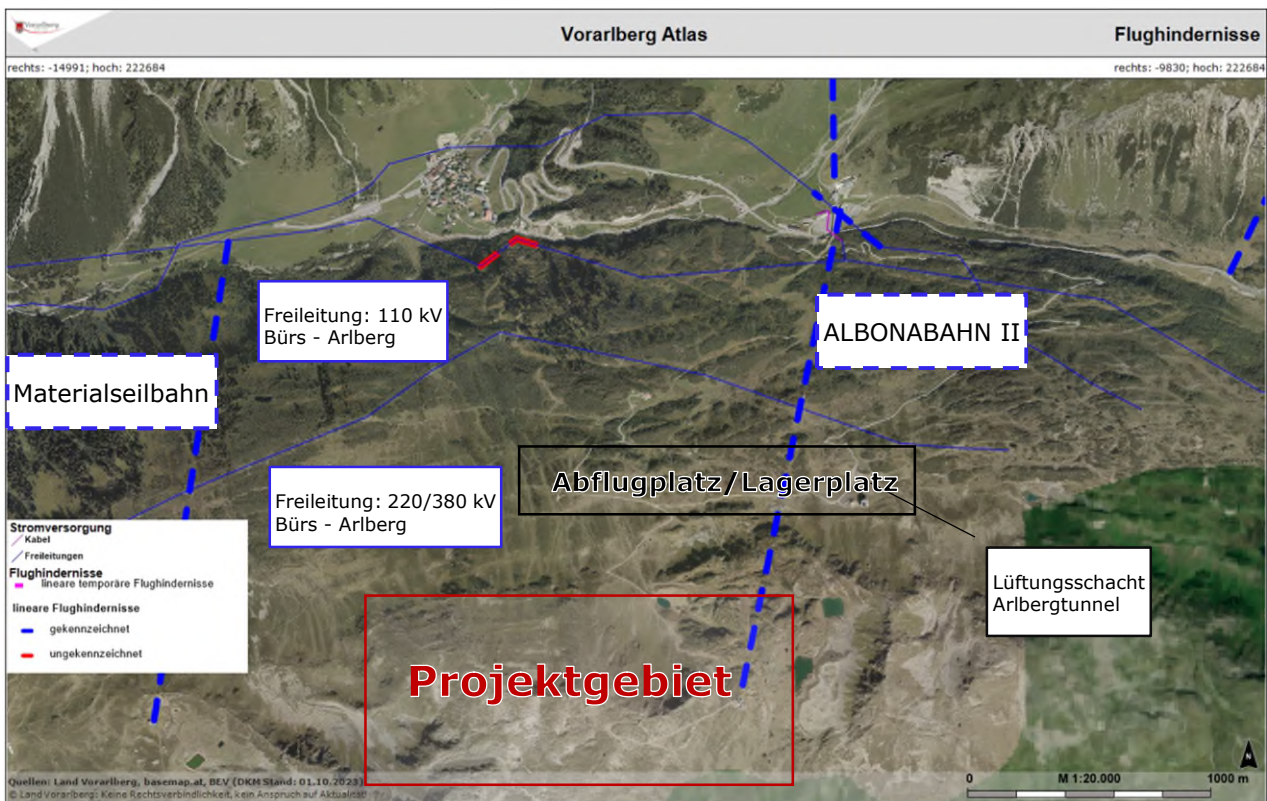 Vorarlberg
Vorarlberg Atlas
Flughindernisse
rechts: -14991; hoch: 222684
rechts: -9830; hoch: 222684
Freileitung: 110 kV
Bürs - Arlberg
ALBONABAHN II
Materialseilbahn
Abflugplatz/Lagerplatz
Freileitung: 220/380 kV
Bürs - Arlberg
Lüftungsschacht
Arlbergtunnel
Stromversorgung
Kabel
Freileitungen
Flughindernisse
lineare temporäre Flughindernisse
lineare Flughindernisse
gekennzeichnet
ungekennzeichnet
Projektgebiet
Quellen: Land Vorarlberg, basemap.at, BEV (DKM Stand: 01.10.2023)
© Land Vorarlberg: Keine Rechtsverbindlichkeit, kein Anspruch auf Aktualität
0 M 1:20.000 1000 m
N